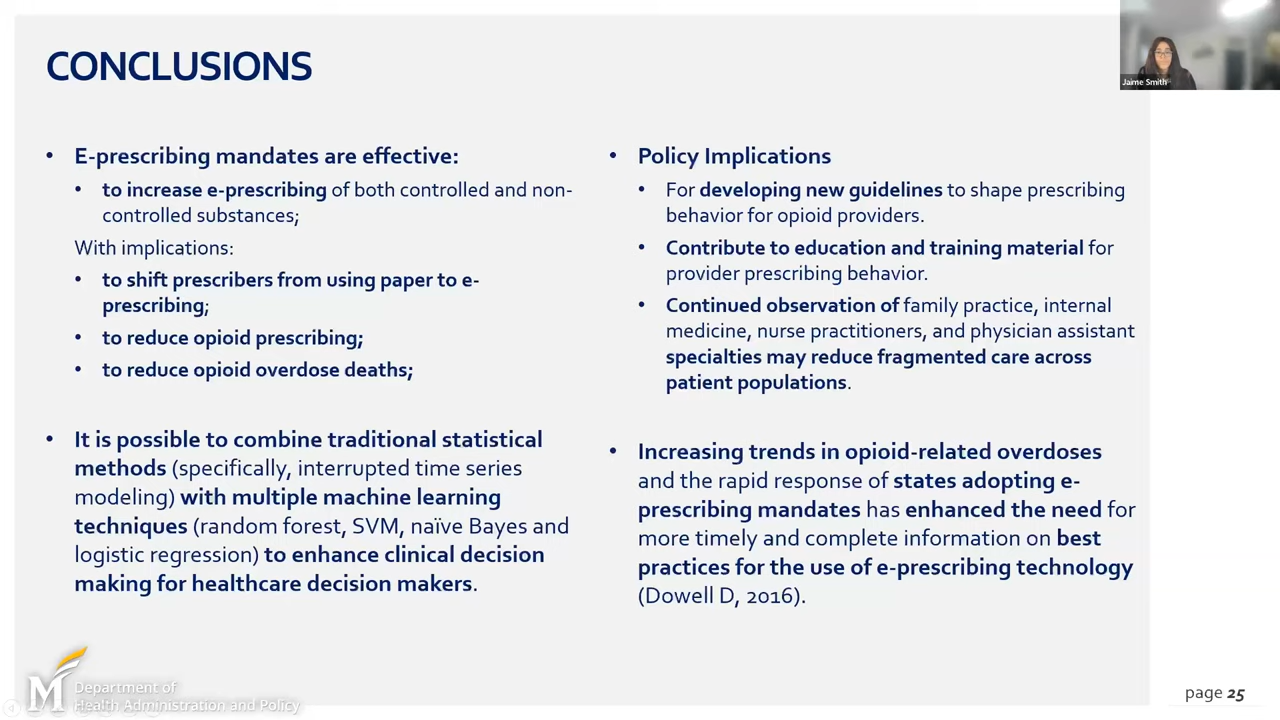 CONCLUSIONS
Jaime Smith
• E-prescribing mandates are effective:
• to increase e-prescribing of both controlled and non-
controlled substances;
With implications:
• to shift prescribers from using paper to e-
prescribing;
• to reduce opioid prescribing;
• to reduce opioid overdose deaths;
• It is possible to combine traditional statistical
methods (specifically, interrupted time series
modeling) with multiple machine learning
techniques (random forest, SVM, naïve Bayes and
logistic regression) to enhance clinical decision
making for healthcare decision makers.
• Policy Implications
• For developing new guidelines to shape prescribing
behavior for opioid providers.
• Contribute to education and training material for
provider prescribing behavior.
• Continued observation of family practice, internal
medicine, nurse practitioners, and physician assistant
specialties may reduce fragmented care across
patient populations.
• Increasing trends in opioid-related overdoses
and the rapid response of states adopting e-
prescribing mandates has enhanced the need for
more timely and complete information on best
practices for the use of e-prescribing technology
(Dowell D, 2016).
M
Department of
Health Administration and Policy
page 25